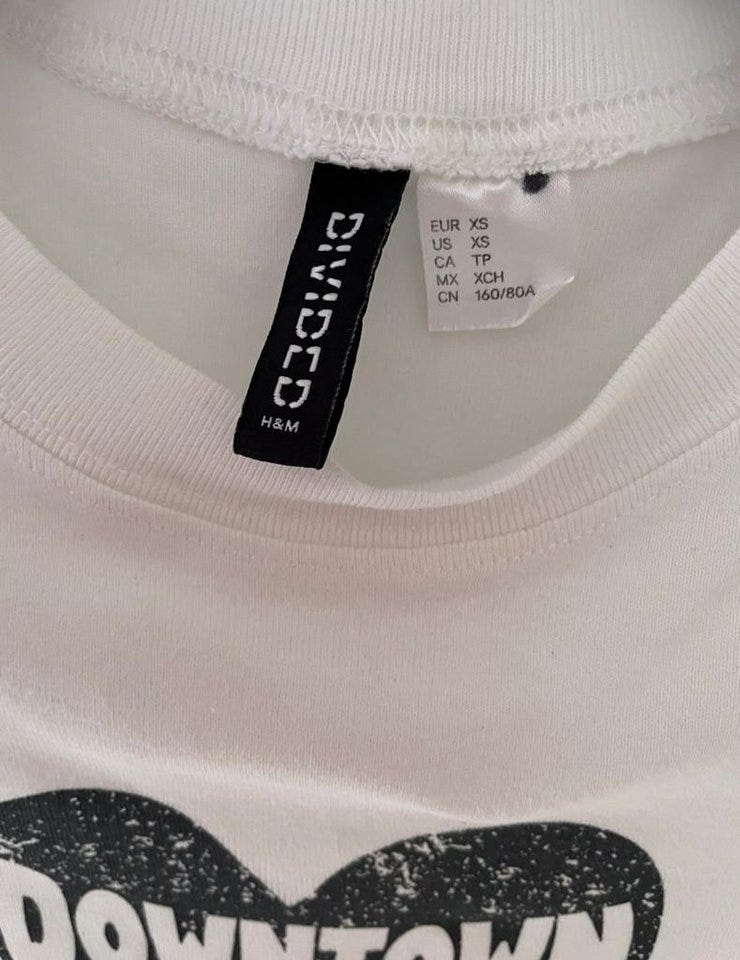 DIVIDED
H&M
EUR XS
US XS
CA TP
MX XCH
CN 160/80A
DOWNTOWN